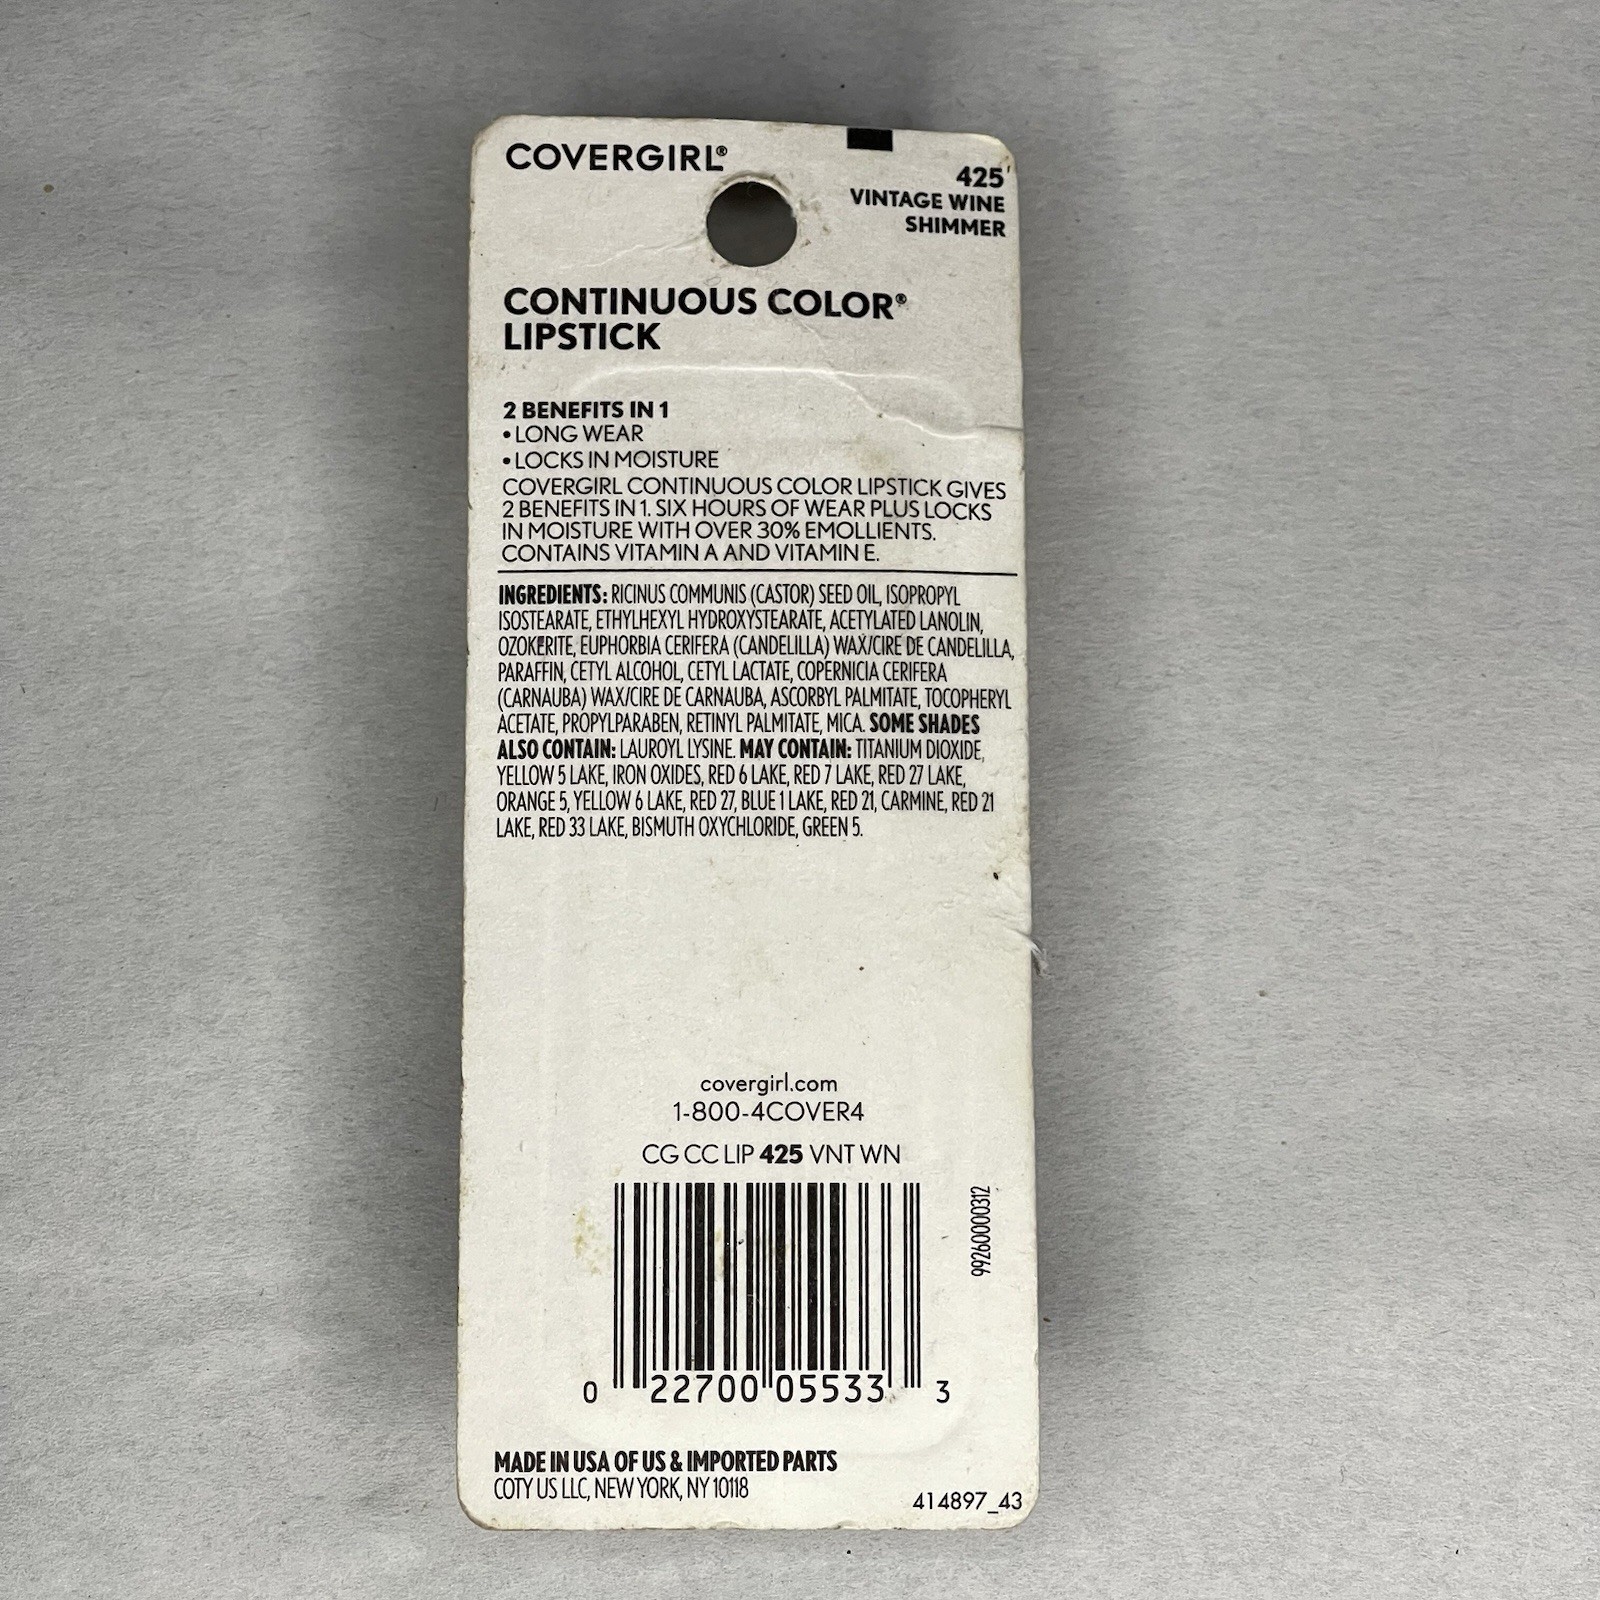 COVERGIRL®
425
VINTAGE WINE
SHIMMER
CONTINUOUS COLOR®
LIPSTICK
2 BENEFITS IN 1
• LONG WEAR
• LOCKS IN MOISTURE
COVERGIRL CONTINUOUS COLOR LIPSTICK GIVES
2 BENEFITS IN 1. SIX HOURS OF WEAR PLUS LOCKS
IN MOISTURE WITH OVER 30% EMOLLIENTS.
CONTAINS VITAMIN A AND VITAMIN E.
INGREDIENTS: RICINUS COMMUNIS (CASTOR) SEED OIL, ISOPROPYL
ISOSTEARATE, ETHYLHEXYL HYDROXYSTEARATE, ACETYLATED LANOLIN,
OZOKERITE, EUPHORBIA CERIFERA (CANDELILLA) WAX/CIRE DE CANDELILLA,
PARAFFIN, CETYL ALCOHOL, CETYL LACTATE, COPERNICIA CERIFERA
(CARNAUBA) WAX/CIRE DE CARNAUBA, ASCORBYL PALMITATE, TOCOPHERYL
ACETATE, PROPYLPARABEN, RETINYL PALMITATE, MICA. SOME SHADES
ALSO CONTAIN: LAUROYL LYSINE. MAY CONTAIN: TITANIUM DIOXIDE,
YELLOW 5 LAKE, IRON OXIDES, RED 6 LAKE, RED 7 LAKE, RED 27 LAKE,
ORANGE 5, YELLOW 6 LAKE, RED 27, BLUE 1 LAKE, RED 21, CARMINE, RED 21
LAKE, RED 33 LAKE, BISMUTH OXYCHLORIDE, GREEN 5.
covergirl.com
1-800-4COVER4
CG CC LIP 425 VNT WN
99260000312
0 22700 05533 3
MADE IN USA OF US & IMPORTED PARTS
COTY US LLC, NEW YORK, NY 10118
414897_43